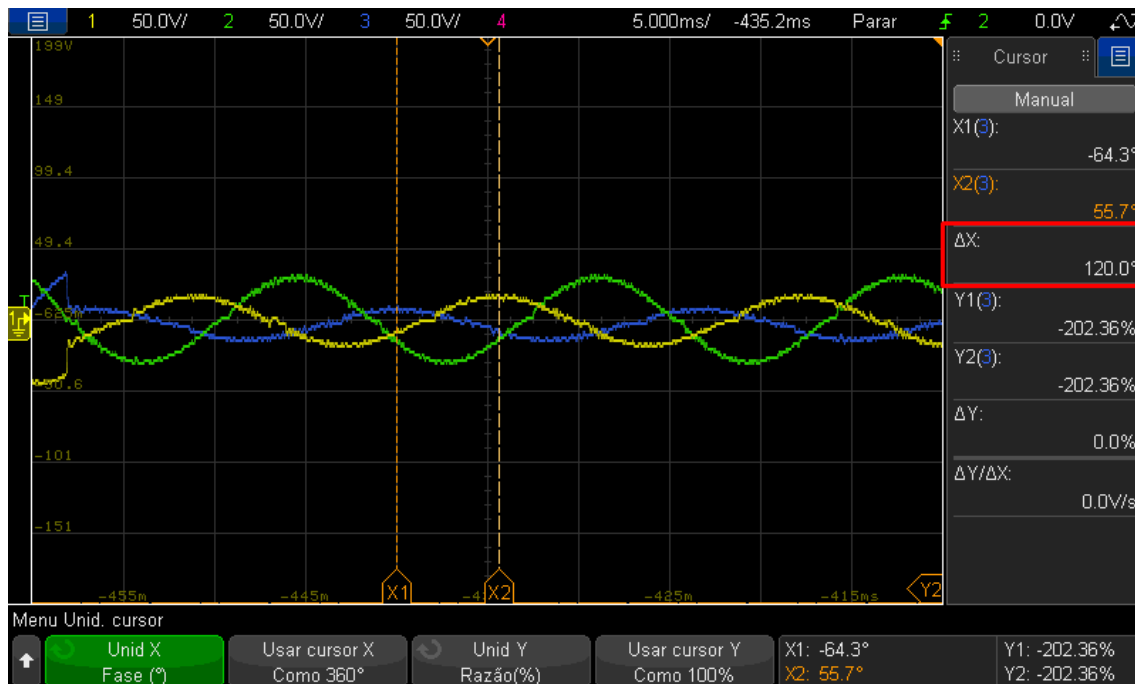 1 50.0V/ 2 50.0V/ 3 50.0V/ 4 5.000ms/ -435.2ms Parar 2 0.0V
199V
149
99.4
49.4
-101
-151
-455m -445m -425m -415ms
X1 X2 Y2
1
T
Cursor
Manual
X1(3):
-64.3°
X2(3):
55.7°
ΔX:
120.0°
Y1(3):
-202.36%
Y2(3):
-202.36%
ΔY:
0.0%
ΔY/ΔX:
0.0V/s
Menu Unid. cursor
Unid X
Fase (º)
Usar cursor X
Como 360°
Unid Y
Razão(%)
Usar cursor Y
Como 100%
X1: -64.3°
X2: 55.7°
Y1: -202.36%
Y2: -202.36%